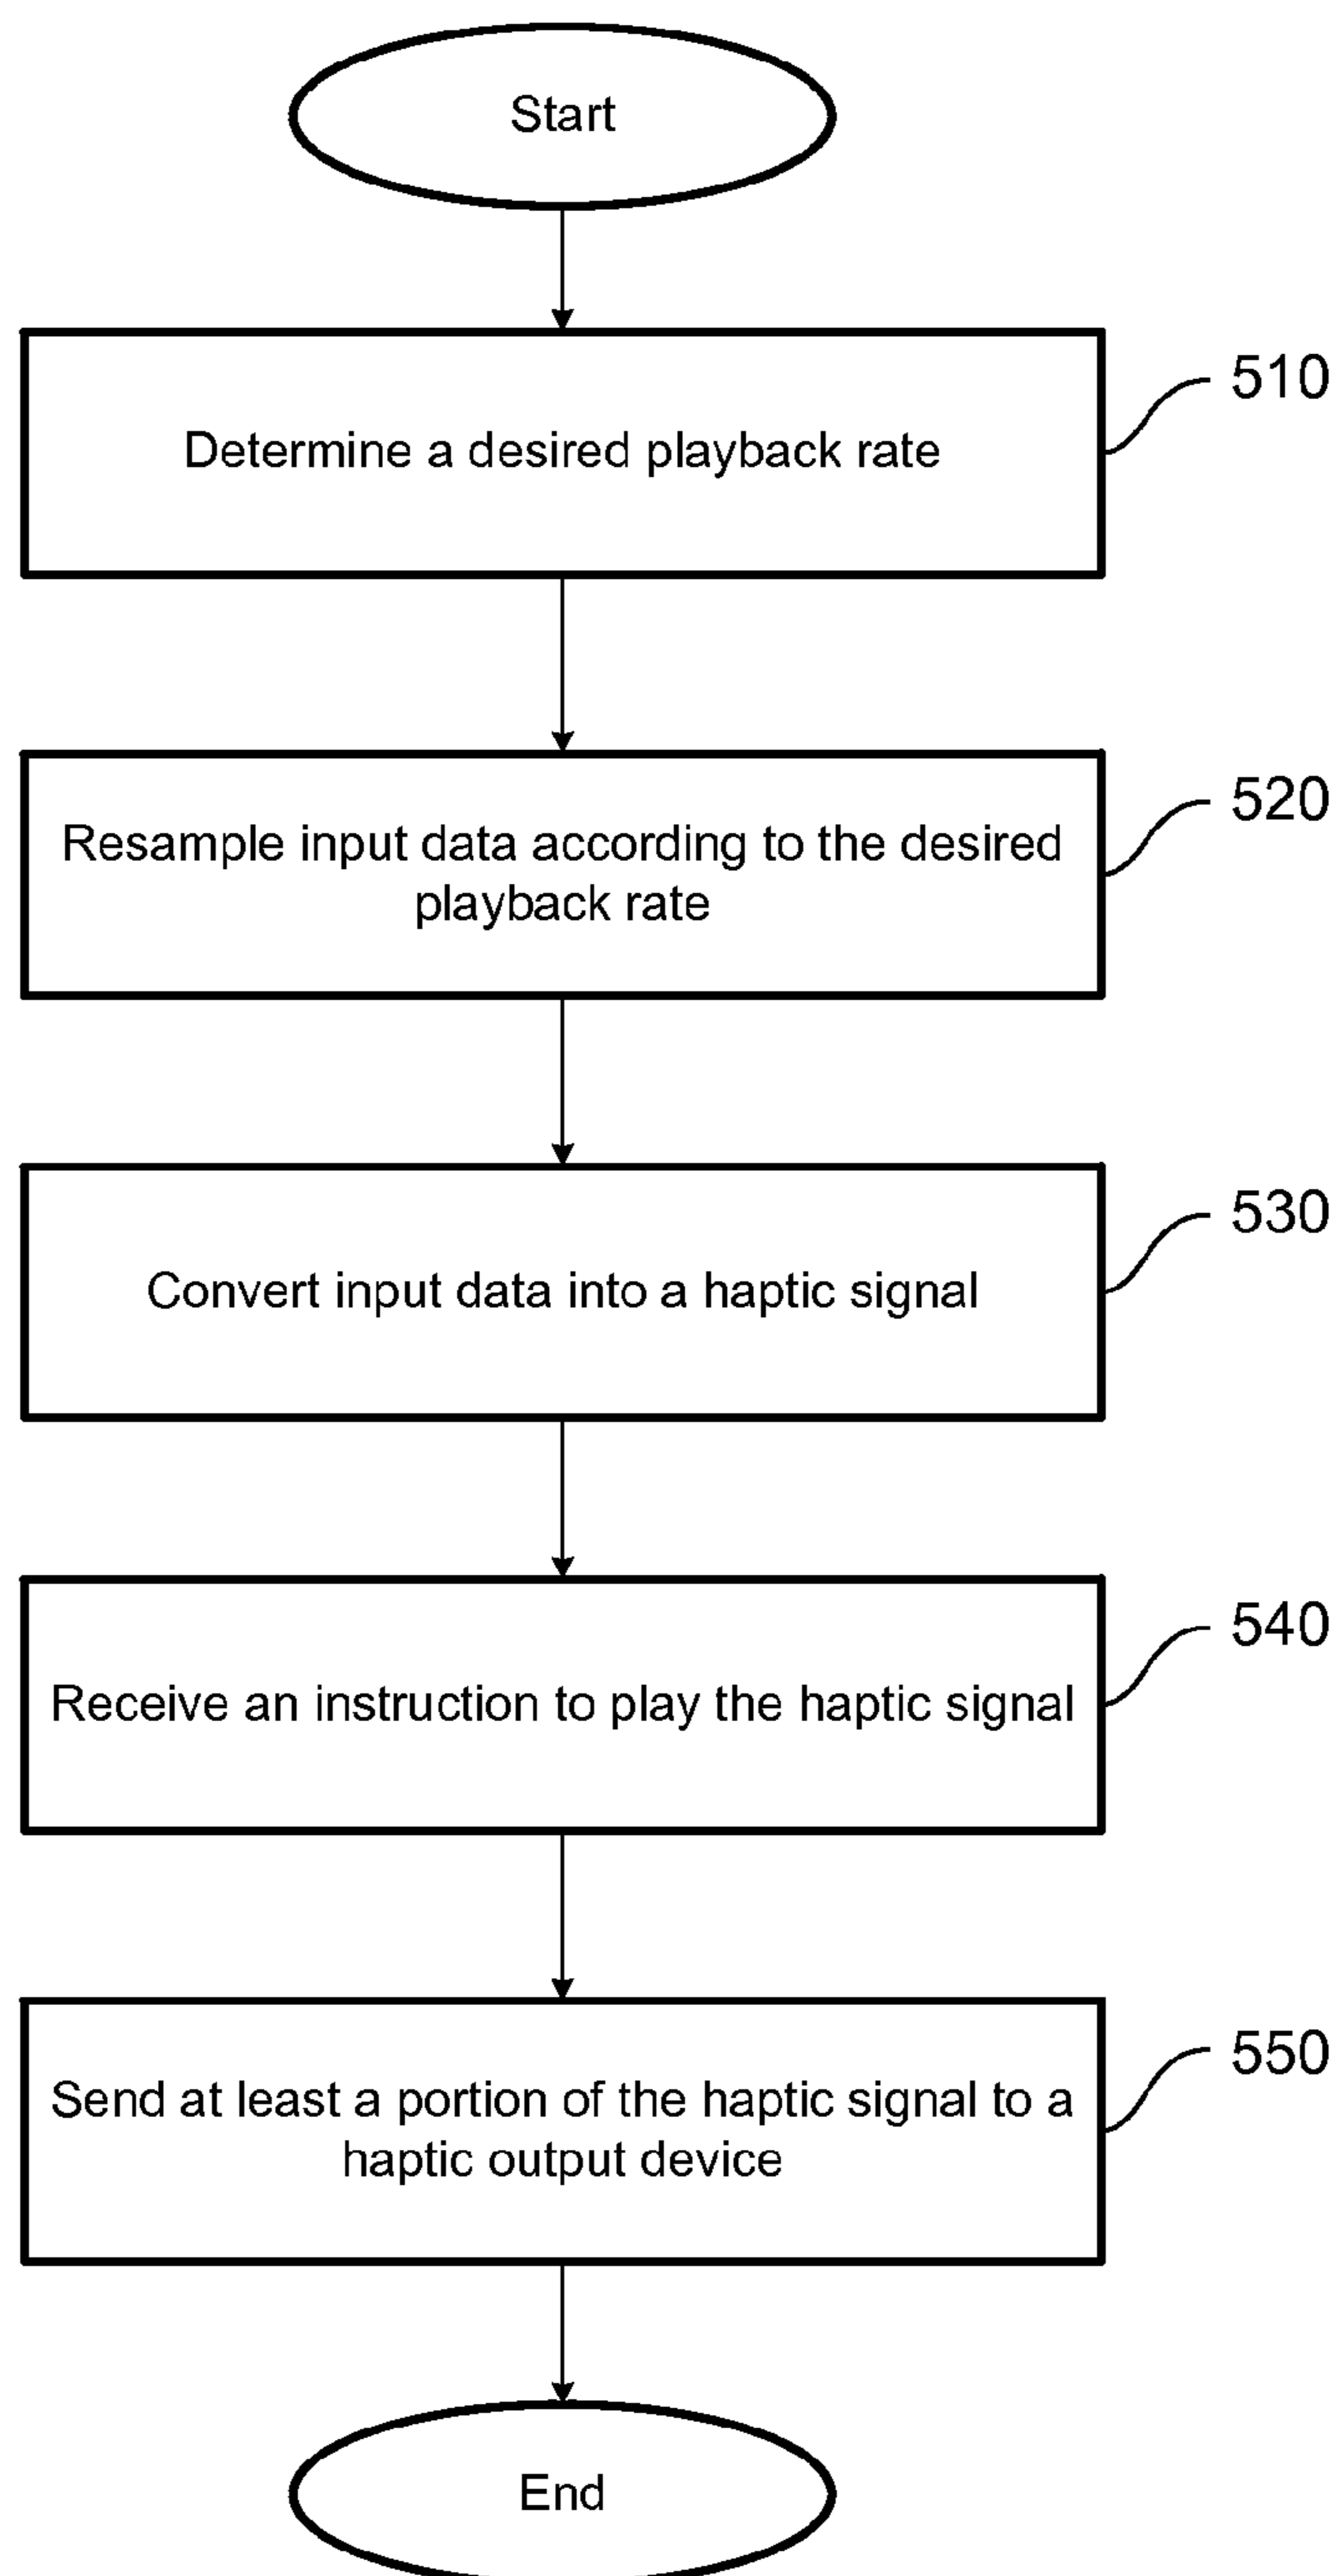 Start
510
Determine a desired playback rate
520
Resample input data according to the desired
playback rate
530
Convert input data into a haptic signal
540
Receive an instruction to play the haptic signal
550
Send at least a portion of the haptic signal to a
haptic output device
End